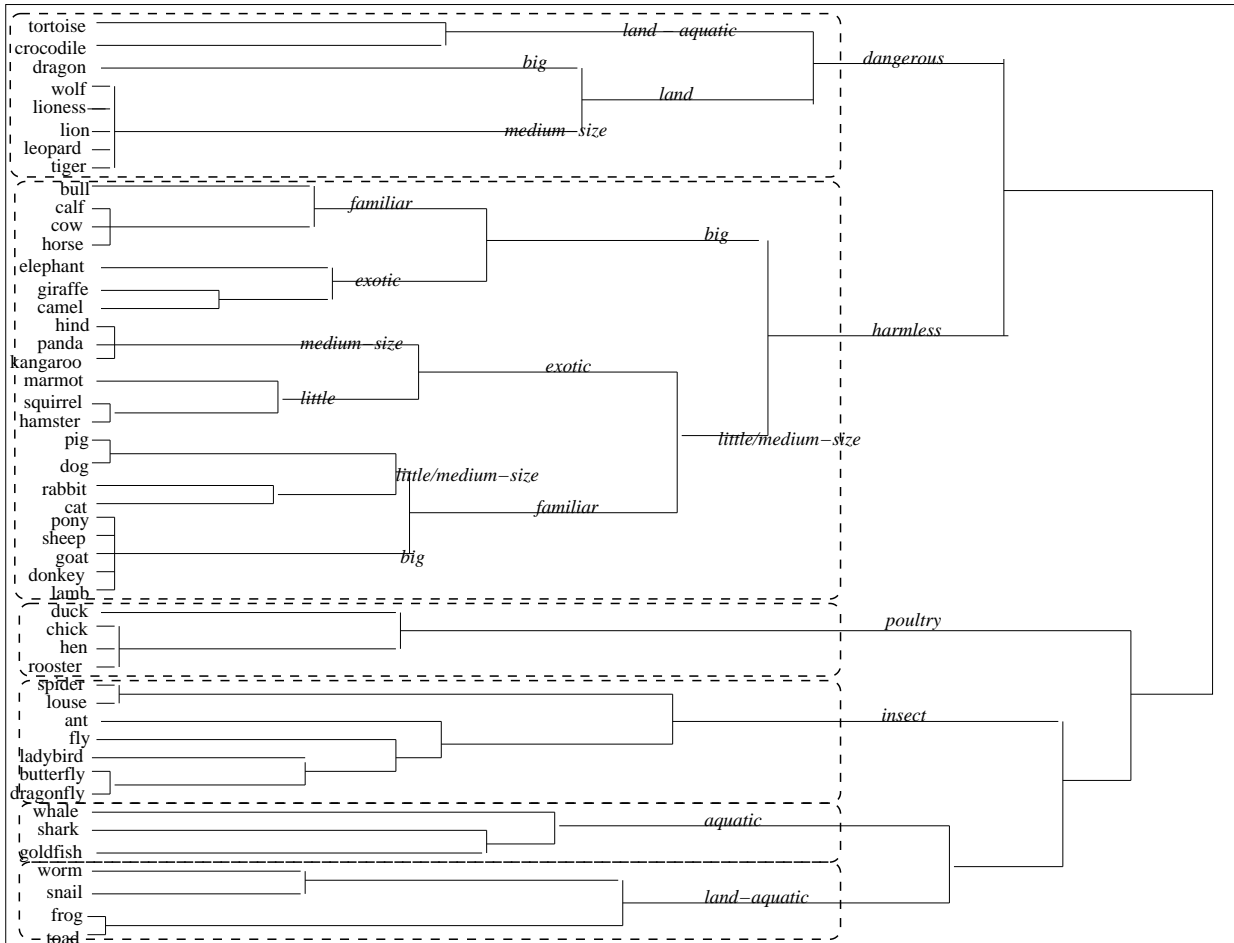 tortoise
land-aquatic
crocodile
dangerous
dragon
big
wolf
land
lioness
lion
medium-size
leopard
tiger
bull
calf
familiar
cow
big
horse
elephant
exotic
giraffe
camel
hind
harmless
panda
medium-size
kangaroo
exotic
marmot
little
squirrel
hamster
pig
little/medium-size
dog
little/medium-size
rabbit
cat
familiar
pony
sheep
goat
big
donkey
lamb
duck
poultry
chick
hen
rooster
spider
louse
insect
ant
fly
ladybird
butterfly
dragonfly
whale
aquatic
shark
goldfish
worm
snail
land-aquatic
frog
toad